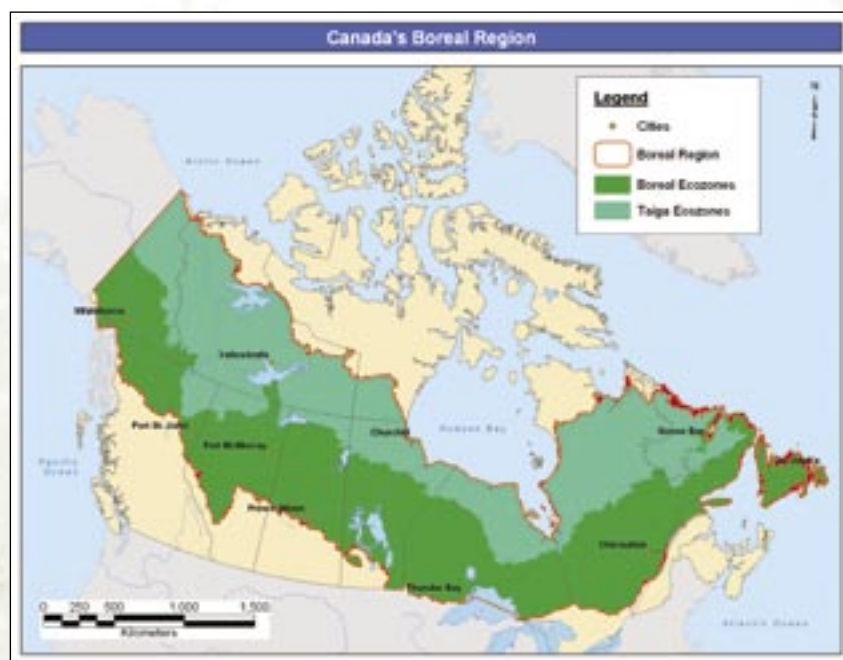 Canada's Boreal Region
Legend
Cities
Boreal Region
Boreal Ecozones
Taiga Ecozones
Arctic Ocean
Whitehorse
Yellowknife
Fort St. John
Fort McMurray
Churchill
Hudson Bay
Goose Bay
Pacific
Ocean
Prince Albert
Chicoutimi
Thunder Bay
0 250 500 1,000 1,500
Kilometers
Atlantic Ocean